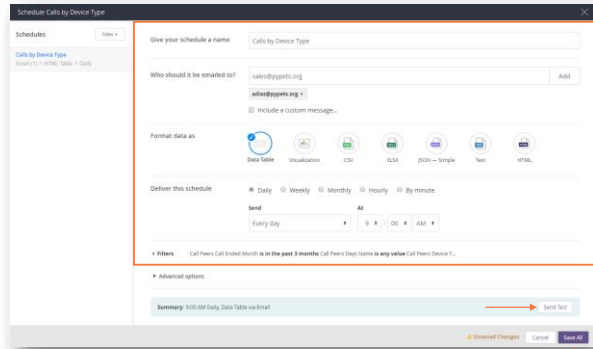 Schedule Calls by Device Type
Schedules
New +
Calls by Device Type
Email (1) > HTML Table > Daily
Give your schedule a name
Calls by Device Type
Who should it be emailed to?
sales@pypets.org
Add
adiaz@pypets.org ×
Include a custom message...
Format data as
Data Table Visualization CSV XLSX JSON — Simple Text HTML
Deliver this schedule
Daily Weekly Monthly Hourly By minute
Send At
Every day 9 : 00 AM
Filters Call Peers Call Ended Month is in the past 3 months Call Peers Dept Name is any value Call Peers Device T...
Advanced options
Summary: 9:00 AM Daily, Data Table via Email
Send Test
Unsaved Changes Cancel Save All